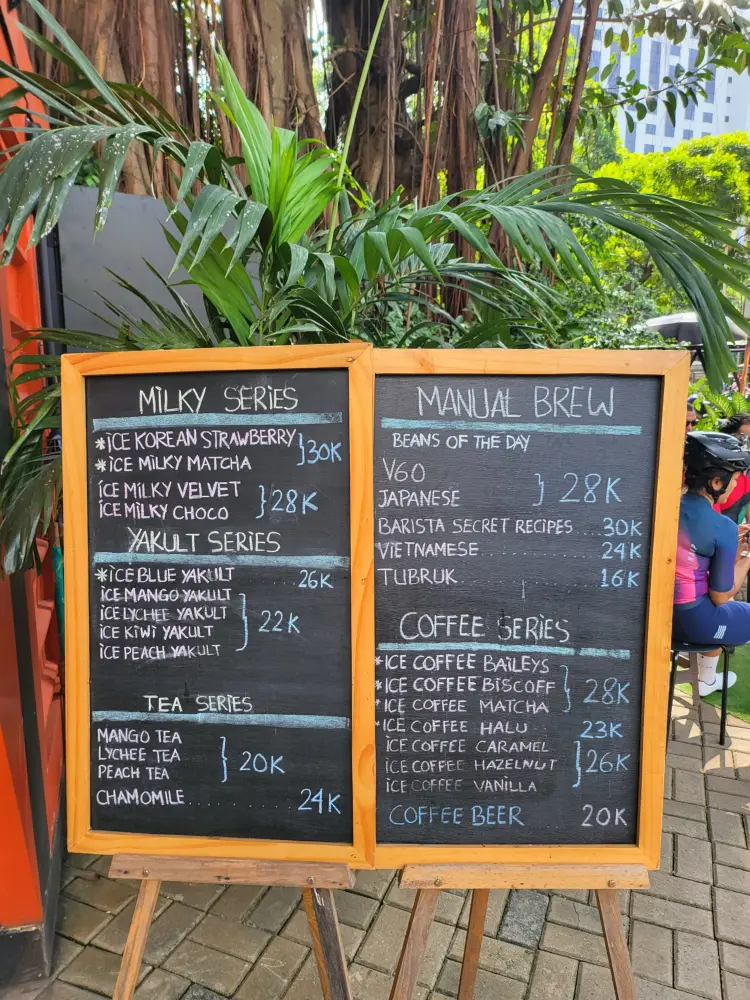 MILKY SERIES
*ICE KOREAN STRAWBERRY
*ICE MILKY MATCHA
}30K
ICE MILKY VELVET
ICE MILKY CHOCO
}28K
YAKULT SERIES
*ICE BLUE YAKULT ... 26K
ICE MANGO YAKULT
ICE LYCHEE YAKULT
ICE KIWI YAKULT
ICE PEACH YAKULT
}22K
TEA SERIES
MANGO TEA
LYCHEE TEA
PEACH TEA
}20K
CHAMOMILE ........... 24K
MANUAL BREW
BEANS OF THE DAY
V60
JAPANESE
}28K
BARISTA SECRET RECIPES ... 30K
VIETNAMESE ........... 24K
TUBRUK ........... 16K
COFFEE SERIES
*ICE COFFEE BAILEYS
*ICE COFFEE BISCOFF
*ICE COFFEE MATCHA
}28K
*ICE COFFEE HALU .... 23K
ICE COFFEE CARAMEL
ICE COFFEE HAZELNUT
ICE COFFEE VANILLA
}26K
COFFEE BEER 20K